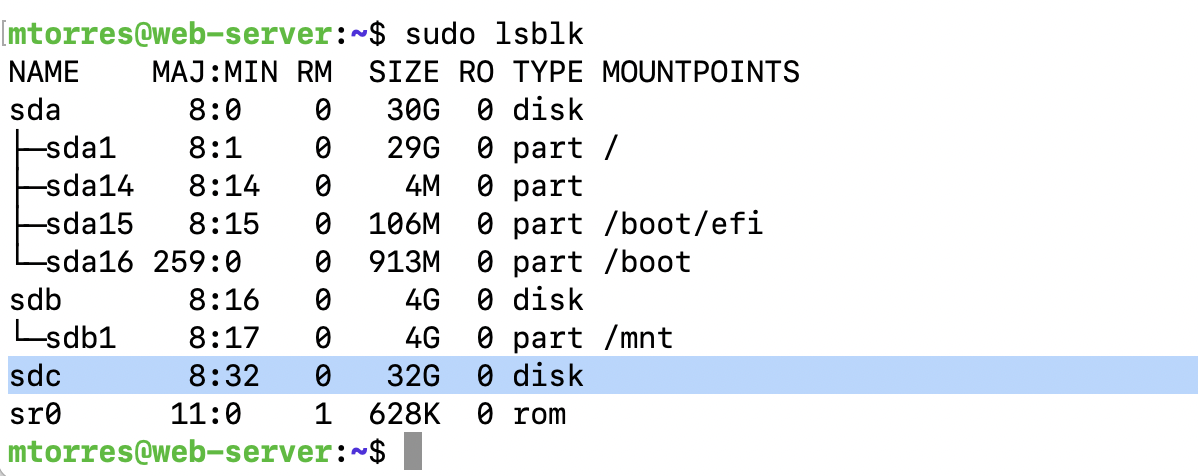 mtorres@web-server:~$ sudo lsblk
NAME    MAJ:MIN RM   SIZE RO TYPE MOUNTPOINTS
sda       8:0    0    30G  0 disk
├─sda1    8:1    0    29G  0 part /
├─sda14   8:14   0     4M  0 part
├─sda15   8:15   0   106M  0 part /boot/efi
└─sda16 259:0    0   913M  0 part /boot
sdb       8:16   0     4G  0 disk
└─sdb1    8:17   0     4G  0 part /mnt
sdc       8:32   0    32G  0 disk
sr0      11:0    1   628K  0 rom
mtorres@web-server:~$